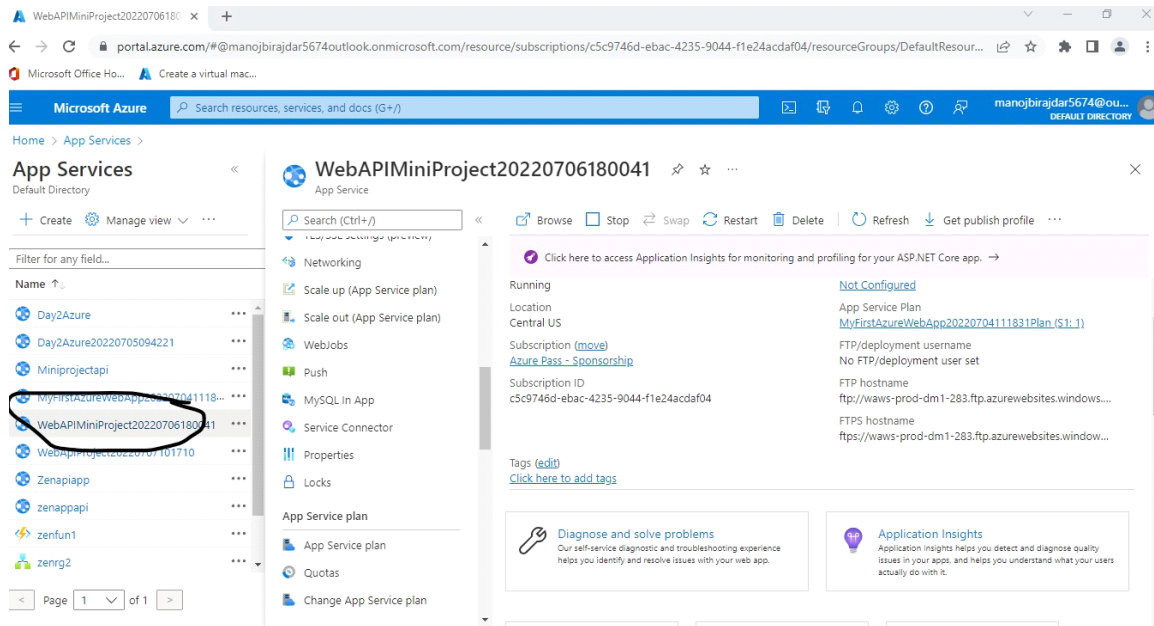 WebAPIMiniProject2022070618(
portal.azure.com/#@manojbirajdar5674outlook.onmicrosoft.com/resource/subscriptions/c5c9746d-ebac-4235-9044-f1e24acdaf04/resourceGroups/DefaultResour...
Microsoft Office Ho...
Create a virtual mac...
Microsoft Azure
Search resources, services, and docs (G+/)
manojbirajdar5674@ou...
DEFAULT DIRECTORY
Home > App Services >
App Services
Default Directory
+ Create
Manage view
...
Filter for any field...
Name ↑↓
Day2Azure ...
Day2Azure20220705094221 ...
Miniprojectapi ...
MyFirstAzureWebApp202207041118... ...
WebAPIMiniProject20220706180041 ...
WebApiProject20220707101710 ...
Zenapiapp ...
zenappapi ...
zenfun1 ...
zenrg2 ...
< Page 1 of 1 >
WebAPIMiniProject20220706180041 ...
App Service
Search (Ctrl+/)
TLS/SSL settings (preview)
Networking
Scale up (App Service plan)
Scale out (App Service plan)
WebJobs
Push
MySQL In App
Service Connector
Properties
Locks
App Service plan
App Service plan
Quotas
Change App Service plan
Browse
Stop
Swap
Restart
Delete
Refresh
Get publish profile
...
Click here to access Application Insights for monitoring and profiling for your ASP.NET Core app. →
Running
Location
Central US
Subscription (move)
Azure Pass - Sponsorship
Subscription ID
c5c9746d-ebac-4235-9044-f1e24acdaf04
Not Configured
App Service Plan
MyFirstAzureWebApp20220704111831Plan (S1: 1)
FTP/deployment username
No FTP/deployment user set
FTP hostname
ftp://waws-prod-dm1-283.ftp.azurewebsites.windows....
FTPS hostname
ftps://waws-prod-dm1-283.ftp.azurewebsites.window...
Tags (edit)
Click here to add tags
Diagnose and solve problems
Our self-service diagnostic and troubleshooting experience
helps you identify and resolve issues with your web app.
Application Insights
Application Insights helps you detect and diagnose quality
issues in your apps, and helps you understand what your users
actually do with it.